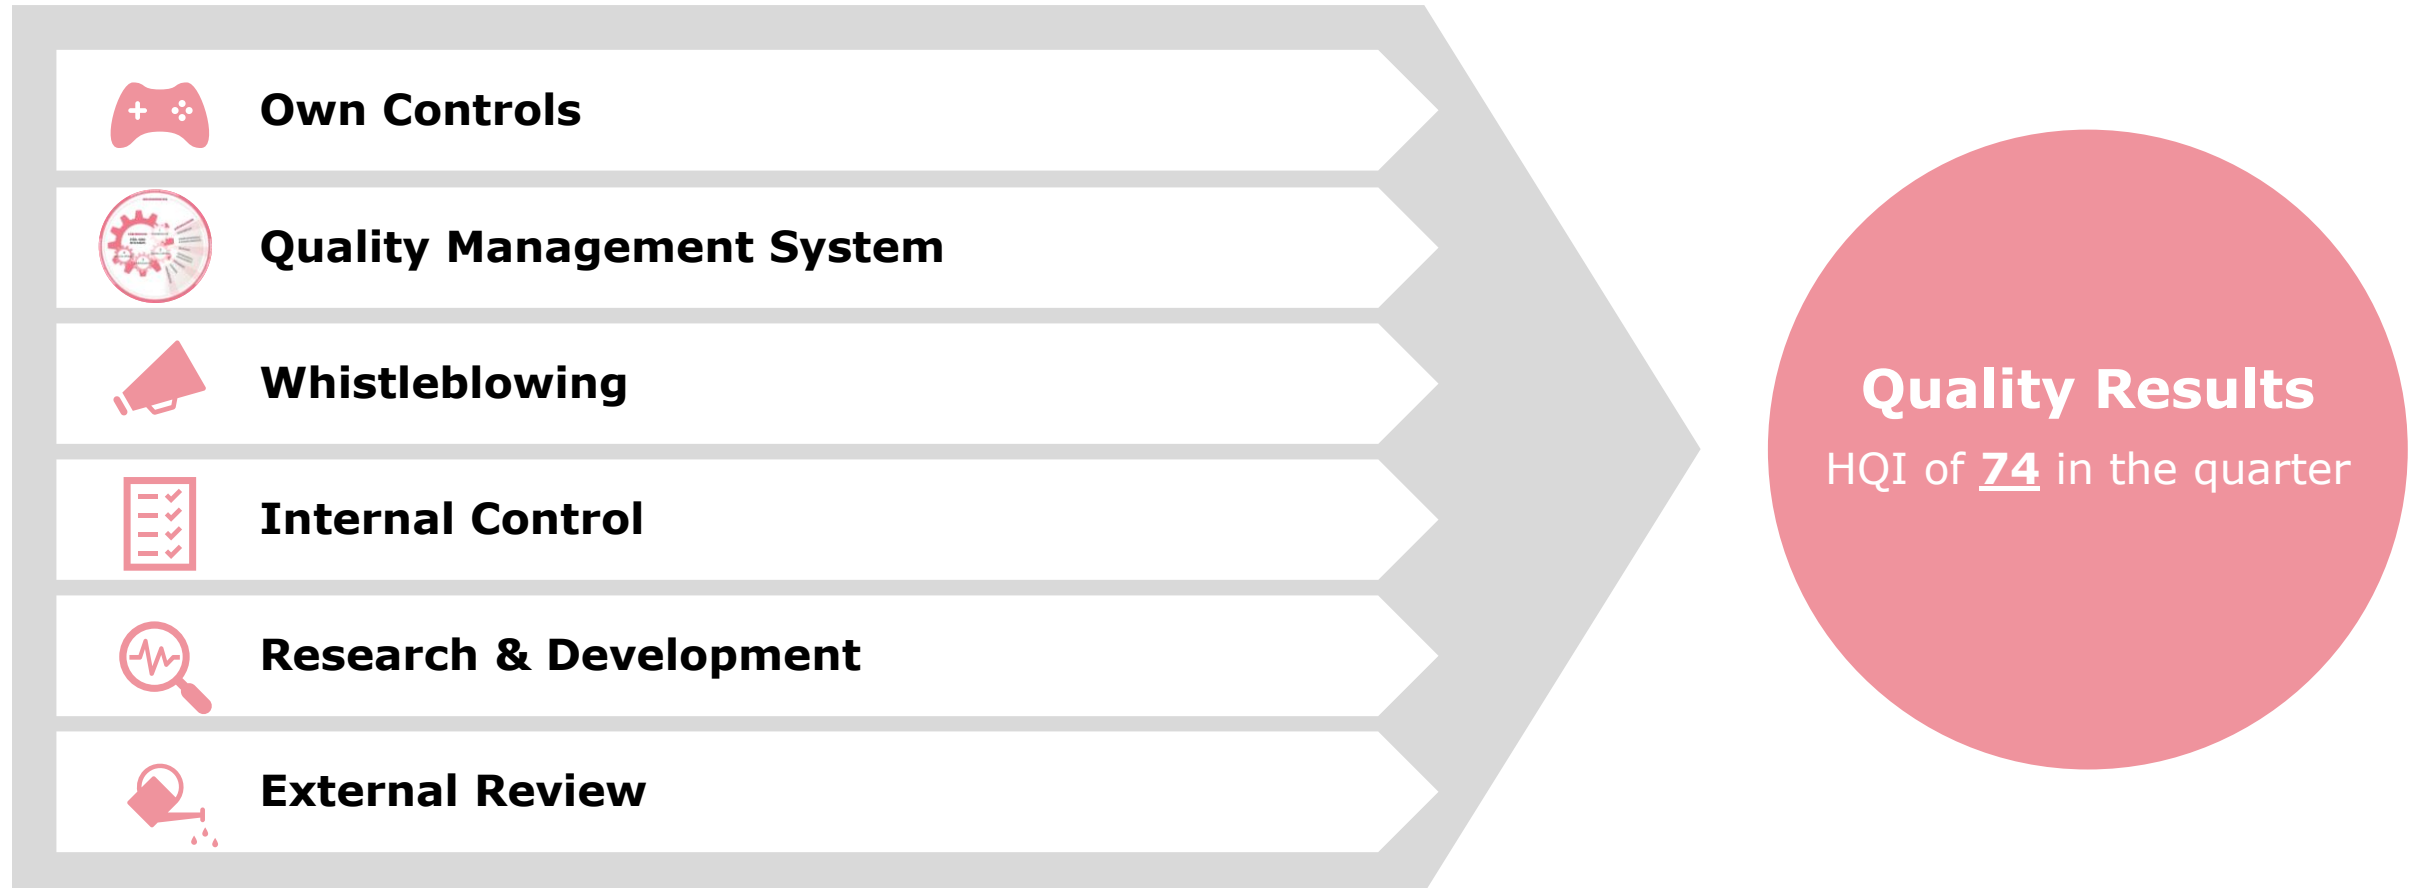 Own Controls
Quality Management System
Whistleblowing
Internal Control
Research & Development
External Review
Quality Results
HQI of 74 in the quarter